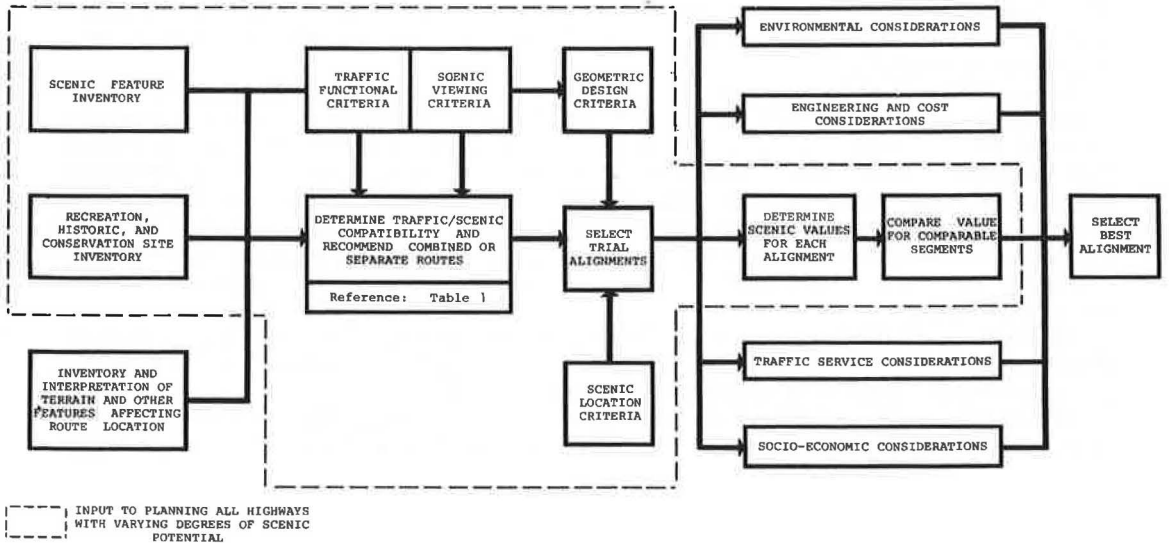 SCENIC FEATURE
INVENTORY
RECREATION,
HISTORIC, AND
CONSERVATION SITE
INVENTORY
INVENTORY AND
INTERPRETATION OF
TERRAIN AND OTHER
FEATURES AFFECTING
ROUTE LOCATION
TRAFFIC
FUNCTIONAL
CRITERIA
SCENIC
VIEWING
CRITERIA
DETERMINE TRAFFIC/SCENIC
COMPATIBILITY AND
RECOMMEND COMBINED OR
SEPARATE ROUTES
Reference: Table 1
GEOMETRIC
DESIGN
CRITERIA
SELECT
TRIAL
ALIGNMENTS
SCENIC
LOCATION
CRITERIA
ENVIRONMENTAL CONSIDERATIONS
ENGINEERING AND COST
CONSIDERATIONS
DETERMINE
SCENIC VALUES
FOR EACH
ALIGNMENT
COMPARE VALUE
FOR COMPARABLE
SEGMENTS
TRAFFIC SERVICE CONSIDERATIONS
SOCIO-ECONOMIC CONSIDERATIONS
SELECT
BEST
ALIGNMENT
INPUT TO PLANNING ALL HIGHWAYS
WITH VARYING DEGREES OF SCENIC
POTENTIAL